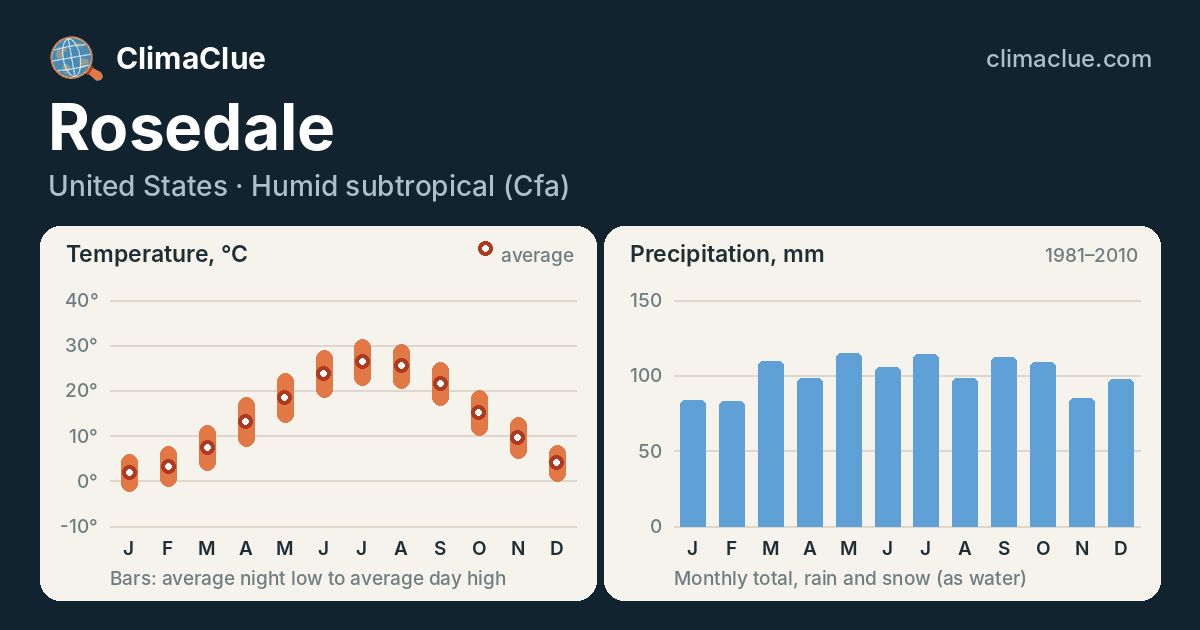 ClimaClue
climaclue.com
Rosedale
United States · Humid subtropical (Cfa)
Temperature, °C
average
40°
30°
20°
10°
0°
-10°
J F M A M J J A S O N D
Bars: average night low to average day high
Precipitation, mm
1981–2010
150
100
50
0
J F M A M J J A S O N D
Monthly total, rain and snow (as water)